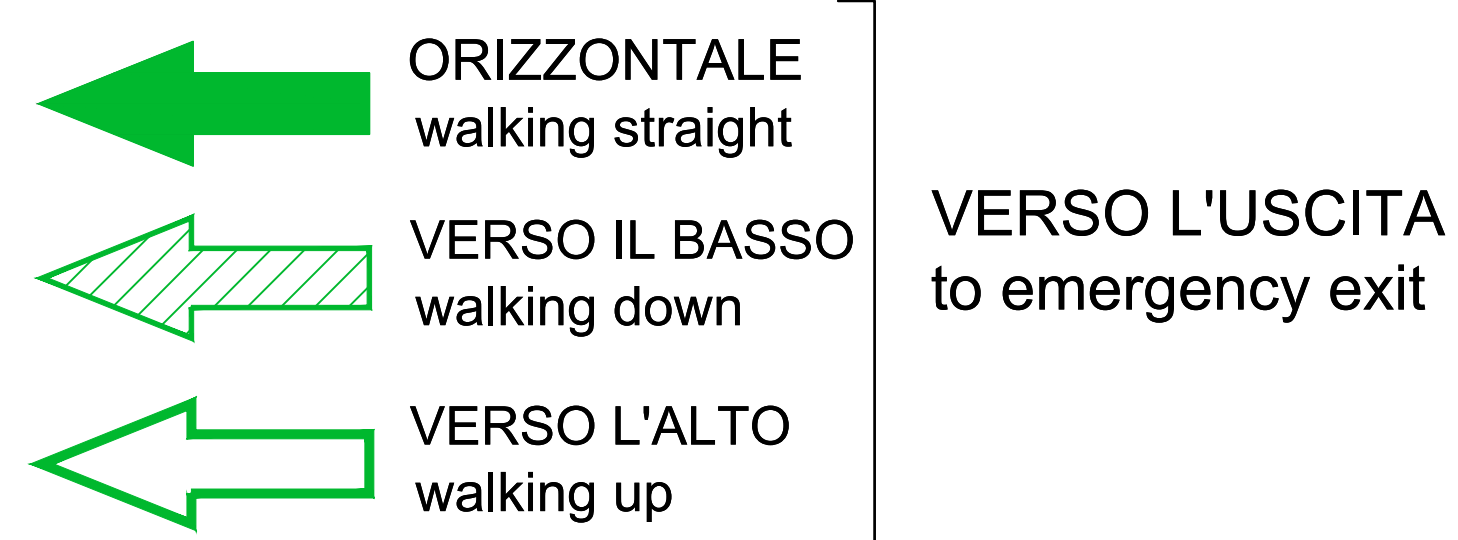 ORIZZONTALE
walking straight
VERSO IL BASSO
walking down
VERSO L'ALTO
walking up
VERSO L'USCITA
to emergency exit